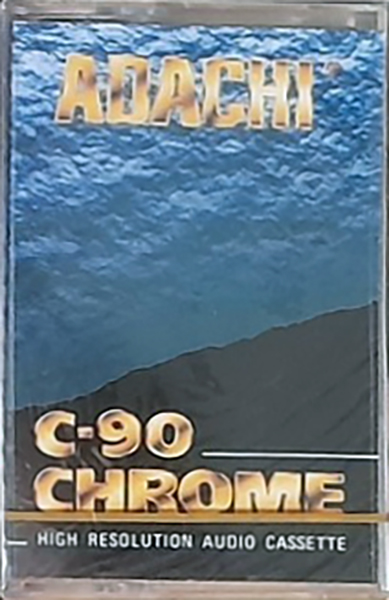 ADACHI
C-90
CHROME
HIGH RESOLUTION AUDIO CASSETTE